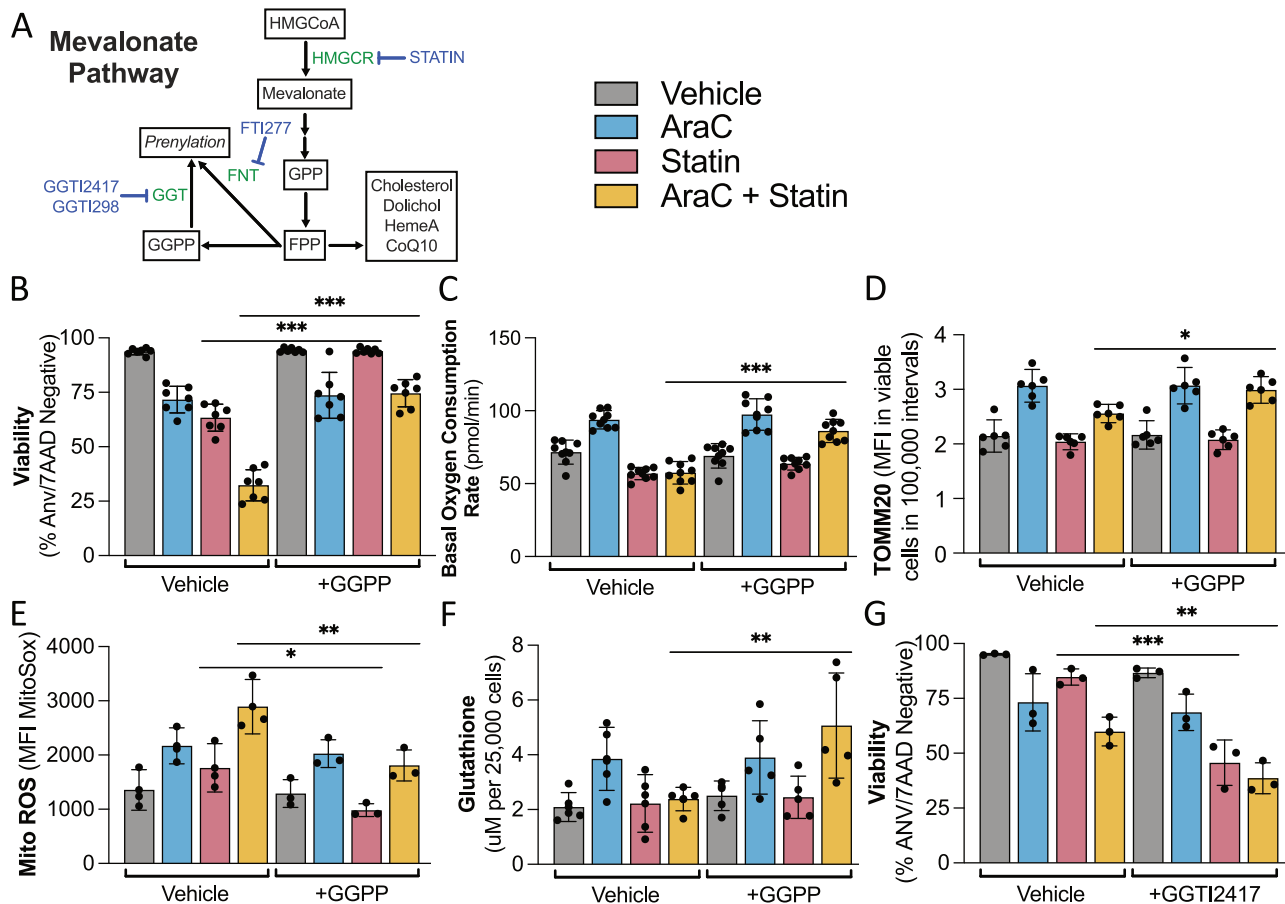 A
Mevalonate
Pathway
HMGCoA
HMGCR
STATIN
Mevalonate
FTI277
Prenylation
FNT
GPP
GGTI2417
GGTI298
GGT
Cholesterol
Dolichol
HemeA
CoQ10
GGPP
FPP
Vehicle
AraC
Statin
AraC + Statin
B
Viability
(% Anv/7AAD Negative)
100
75
50
25
0
***
***
Vehicle
+GGPP
C
Basal Oxygen Consumption
Rate (pmol/min)
150
100
50
0
***
Vehicle
+GGPP
D
TOMM20 (MFI in viable
cells in 100,000 intervals)
4
3
2
1
0
*
Vehicle
+GGPP
E
Mito ROS (MFI MitoSox)
4000
3000
2000
1000
0
**
*
Vehicle
+GGPP
F
Glutathione
(uM per 25,000 cells)
8
6
4
2
0
**
Vehicle
+GGPP
G
Viability
(% ANV/7AAD Negative)
100
75
50
25
0
**
***
Vehicle
+GGTI2417